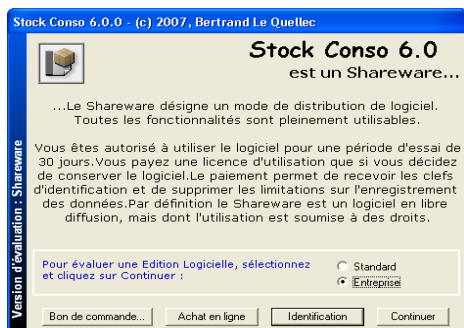 Stock Conso 6.0.0 - (c) 2007, Bertrand Le Quellec
Stock Conso 6.0
est un Shareware...
...Le Shareware désigne un mode de distribution de logiciel.
Toutes les fonctionnalités sont pleinement utilisables.
Vous êtes autorisé à utiliser le logiciel pour une période d'essai de
30 jours.Vous payez une licence d'utilisation que si vous décidez
de conserver le logiciel.Le paiement permet de recevoir les clefs
d'identification et de supprimer les limitations sur l'enregistrement
des données.Par définition le Shareware est un logiciel en libre
diffusion, mais dont l'utilisation est soumise à des droits.
Version d'évaluation : Shareware
Pour évaluer une Edition Logicielle, sélectionnez
et cliquez sur Continuer :
Standard
Entreprise
Bon de commande... Achat en ligne Identification Continuer